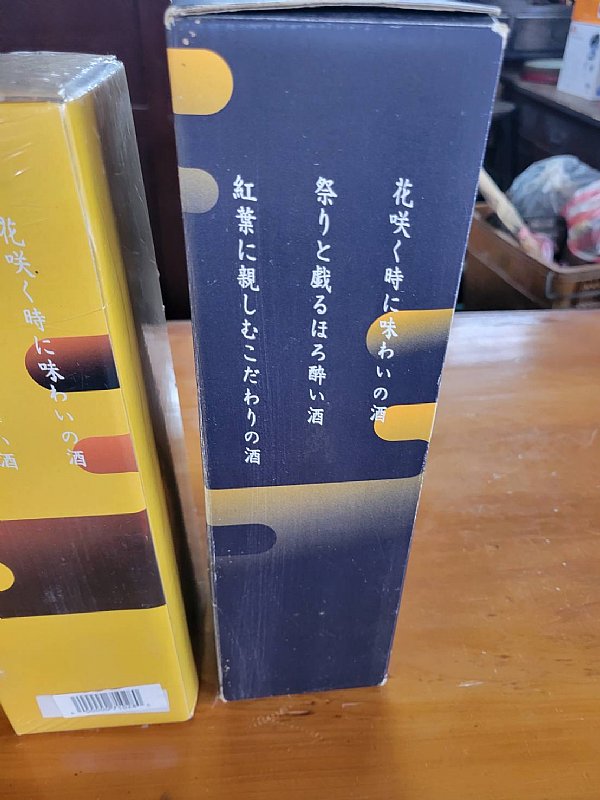 花咲く時に味わいの酒
祭りと戯るほろ酔い酒
紅葉に親しむこだわりの酒
花咲く時に味わいの酒
い酒